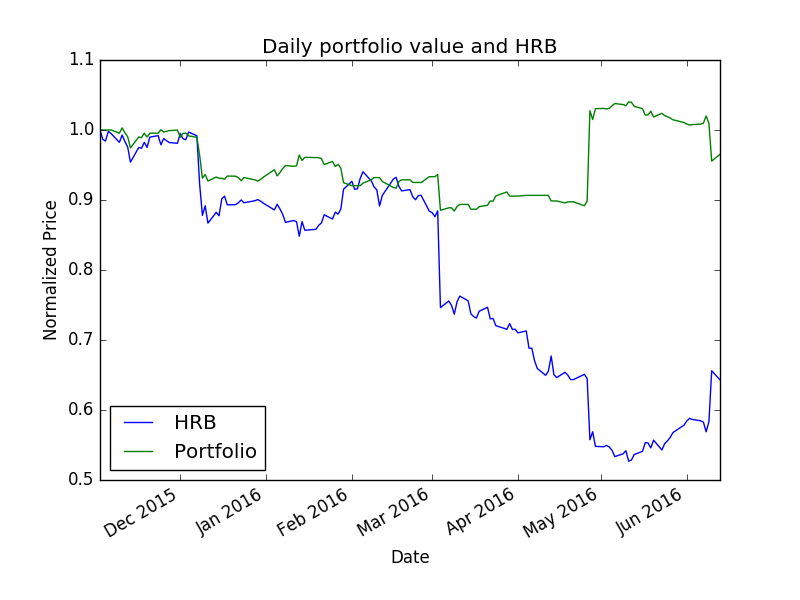 Daily portfolio value and HRB
1.1
1.0
0.9
0.8
0.7
0.6
0.5
Normalized Price
HRB
Portfolio
Dec 2015
Jan 2016
Feb 2016
Mar 2016
Apr 2016
May 2016
Jun 2016
Date